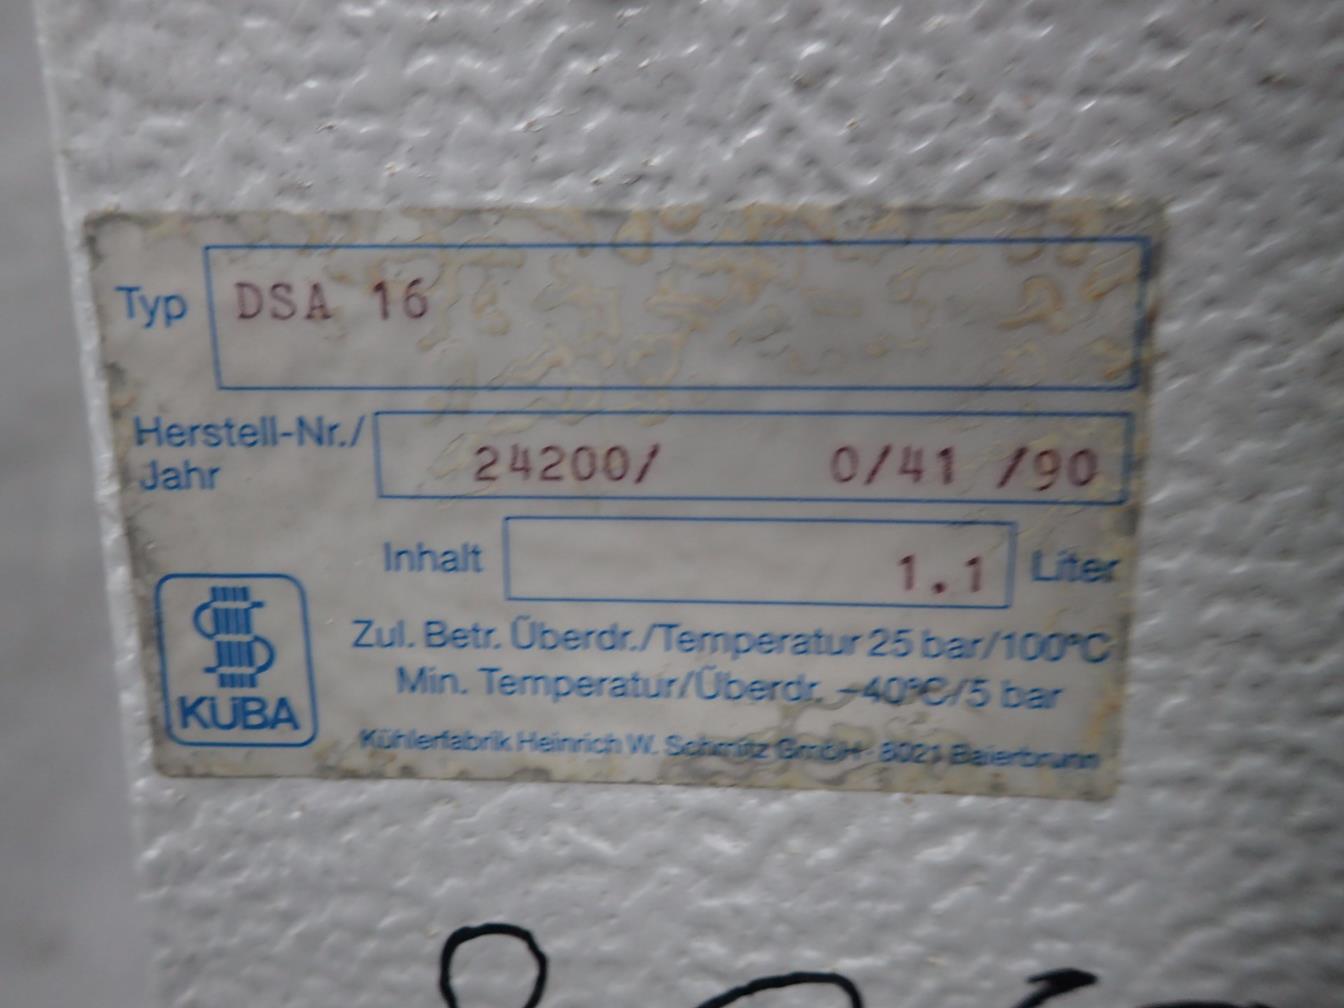 Typ DSA 16
Herstell-Nr./
Jahr 24200/ 0/41 /90
Inhalt 1.1 Liter
Zul. Betr. Überdr./Temperatur 25 bar/100°C
Min. Temperatur/Überdr. -40°C/5 bar
KÜBA
Kühlerfabrik Heinrich W. Schmitz GmbH · 8021 Baierbrunn